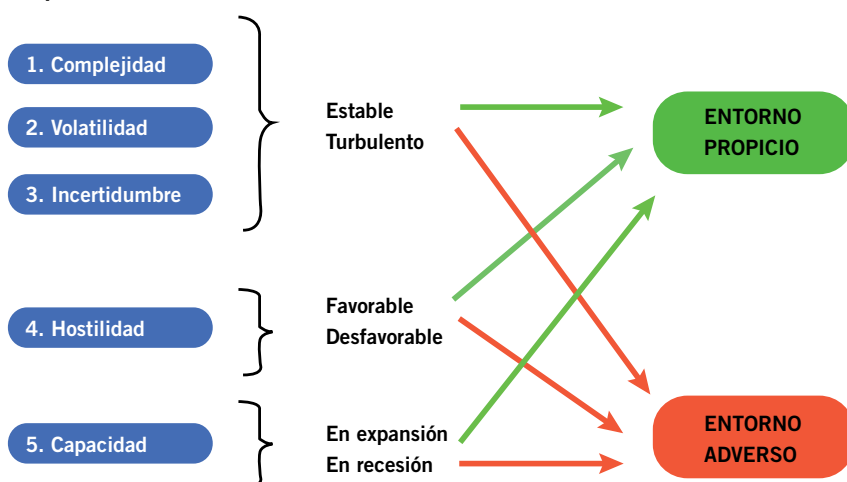 1. Complejidad
2. Volatilidad
3. Incertidumbre
Estable
Turbulento
ENTORNO
PROPICIO
4. Hostilidad
Favorable
Desfavorable
5. Capacidad
En expansión
En recesión
ENTORNO
ADVERSO